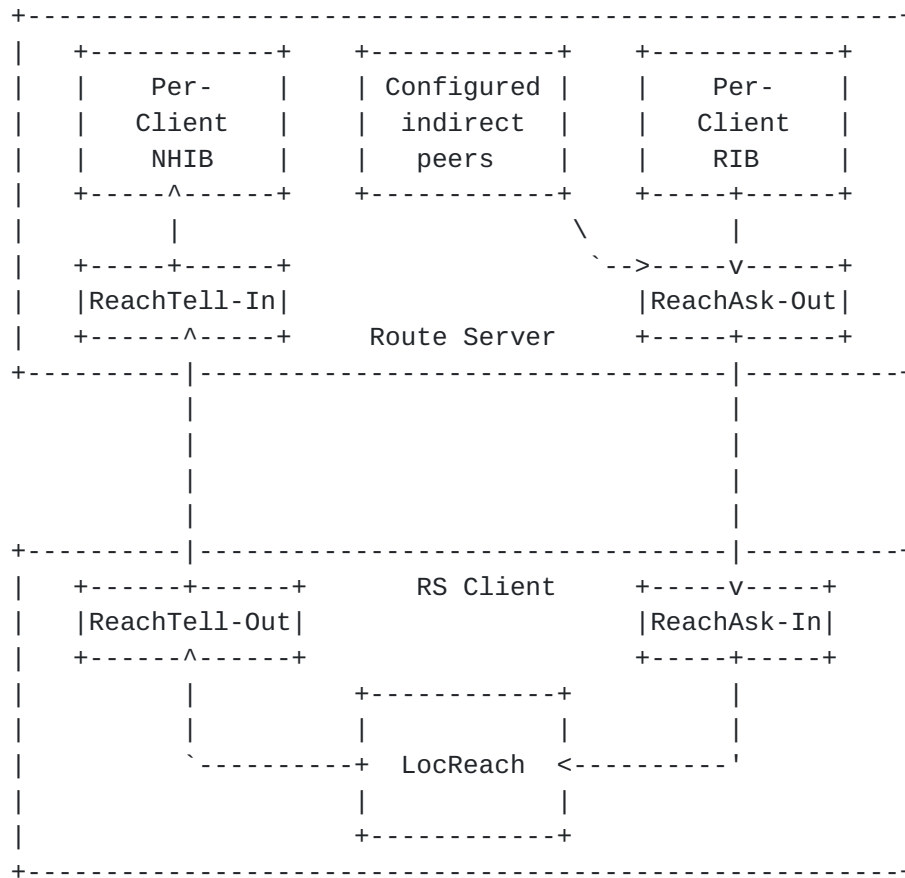 Per- Configured Per-
Client indirect Client
NHIB peers RIB
ReachTell-In ReachAsk-Out
Route Server
RS Client
ReachTell-Out ReachAsk-In
LocReach